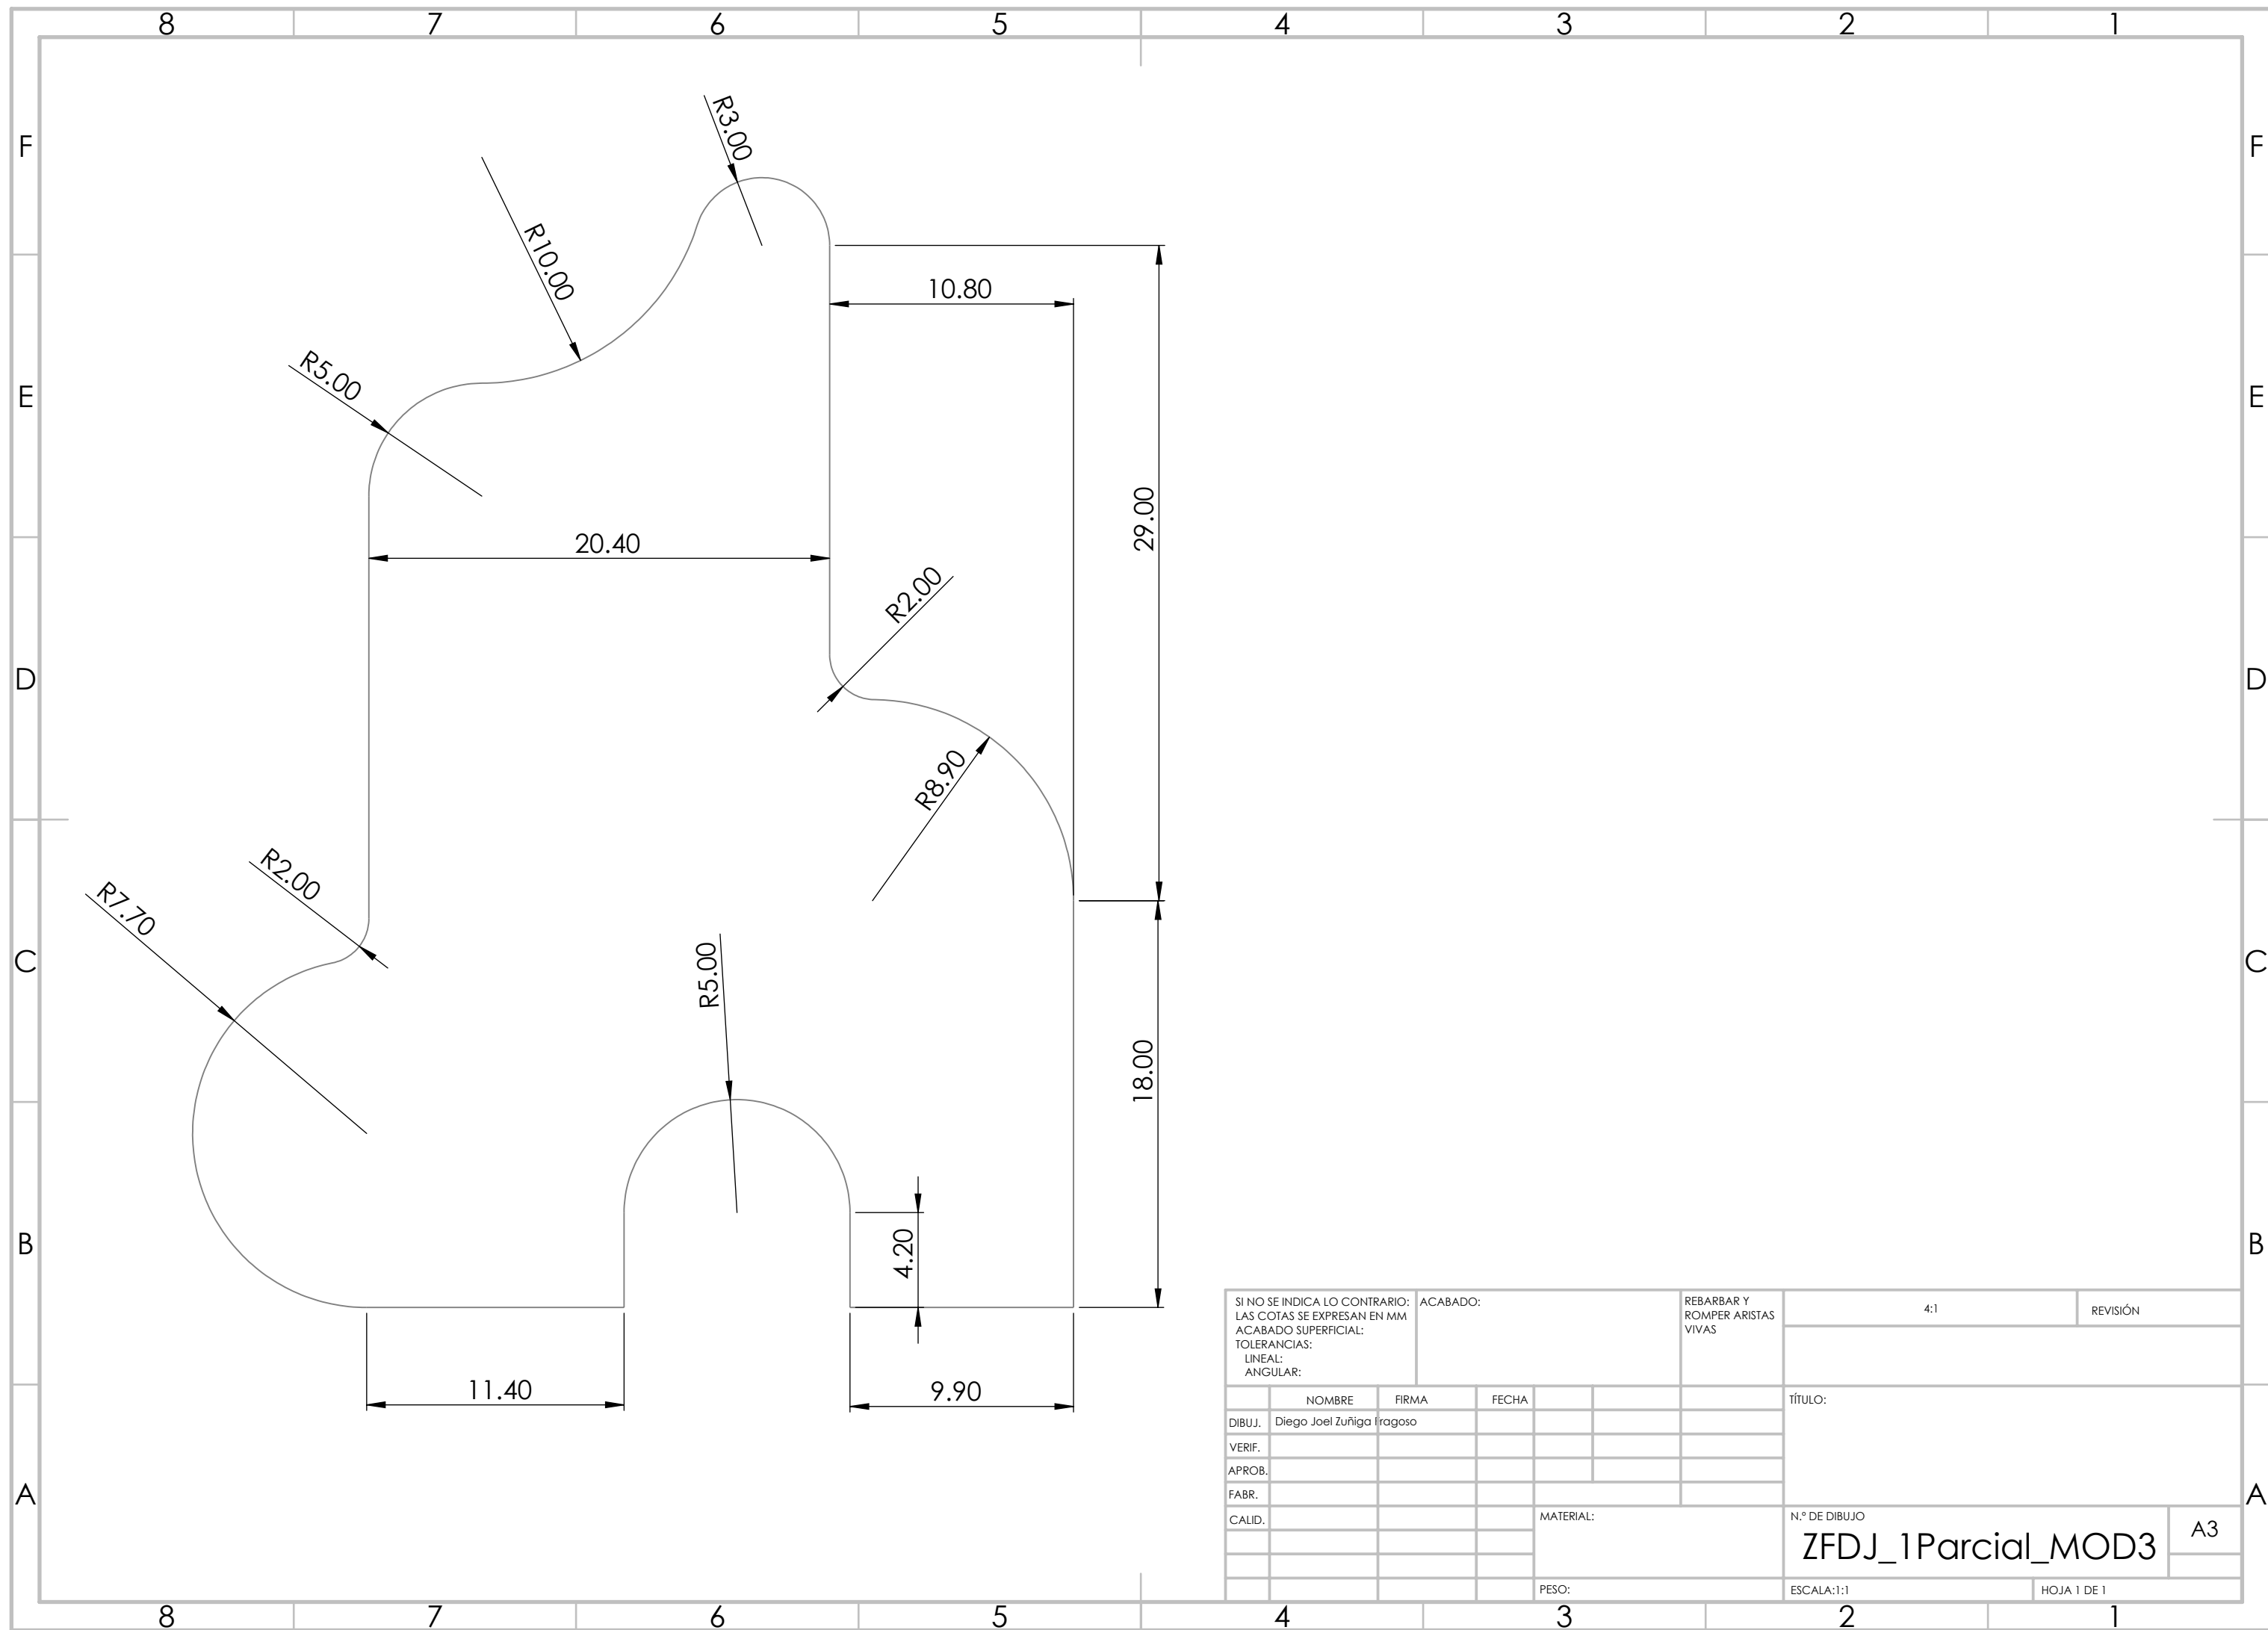 8 7 6 5 4 3 2 1
F F
E E
D D
C C
B B
A A
R3.00
R10.00
10.80
R5.00
29.00
20.40
R2.00
R8.90
R2.00
R7.70
R5.00
18.00
4.20
11.40
9.90
SI NO SE INDICA LO CONTRARIO:
LAS COTAS SE EXPRESAN EN MM
ACABADO SUPERFICIAL:
TOLERANCIAS:
LINEAL:
ANGULAR:
ACABADO:
REBARBAR Y
ROMPER ARISTAS
VIVAS
4:1
REVISIÓN
NOMBRE FIRMA FECHA
TÍTULO:
DIBUJ. Diego Joel Zuñiga Fragoso
VERIF.
APROB.
FABR.
CALID.
MATERIAL:
N.º DE DIBUJO
ZFDJ_1Parcial_MOD3
A3
PESO:
ESCALA:1:1
HOJA 1 DE 1
8 7 6 5 4 3 2 1